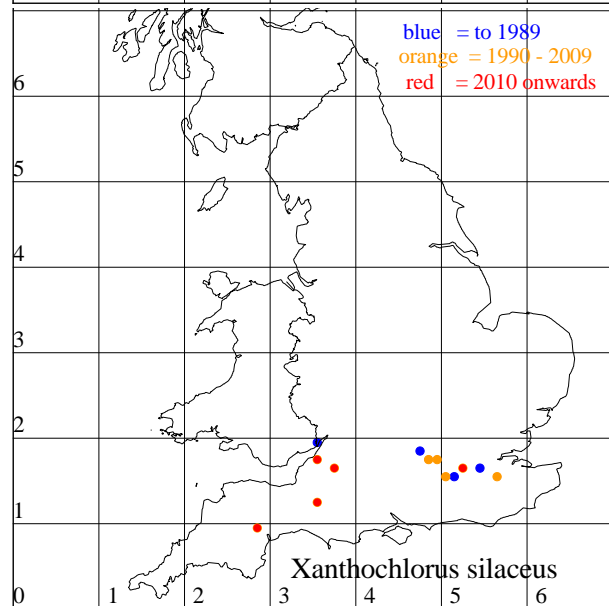 blue = to 1989
orange = 1990 - 2009
red = 2010 onwards
6
5
4
3
2
1
Xanthochlorus silaceus
0 1 2 3 4 5 6